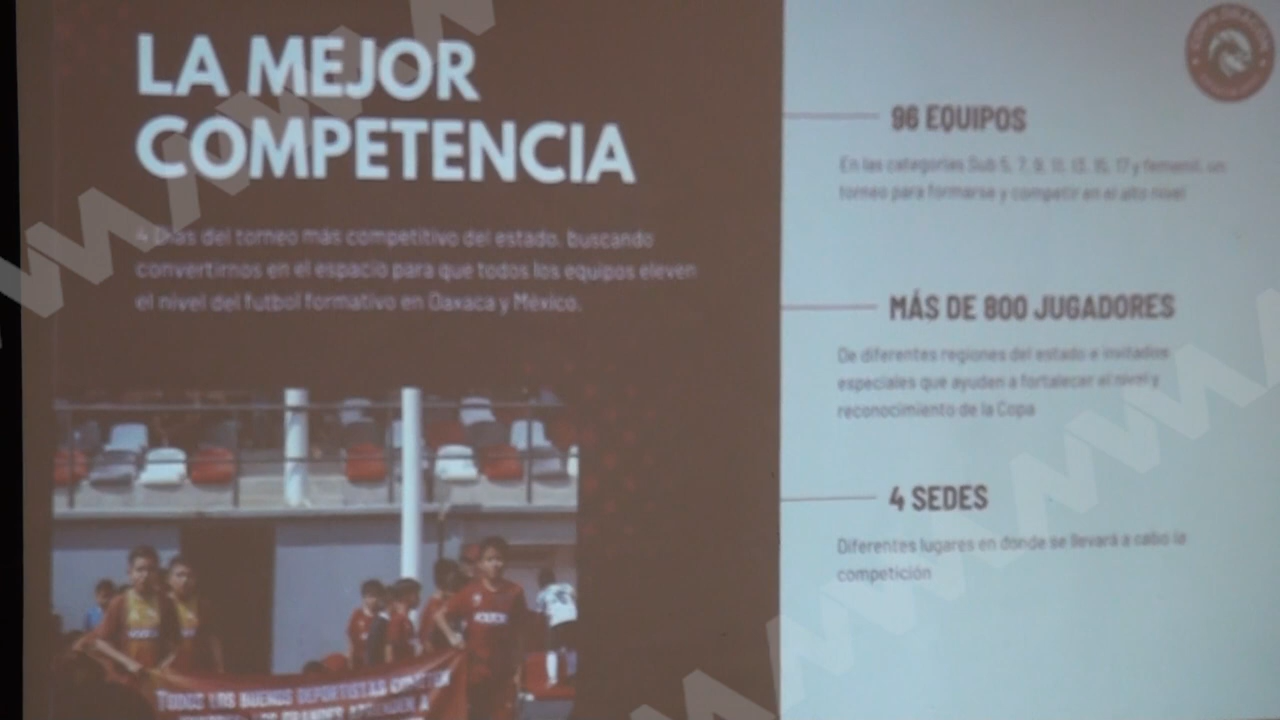 LA MEJOR
COMPETENCIA
4 Días del torneo más competitivo del estado, buscando
convertirnos en el espacio para que todos los equipos eleven
el nivel del futbol formativo en Oaxaca y México.
TODOS LOS BUENOS DEPORTISTAS
GRANDES APRENDEN A
96 EQUIPOS
En las categorías Sub 5, 7, 9, 11, 13, 15, 17 y femenil, un
torneo para formarse y competir en el alto nivel
MÁS DE 800 JUGADORES
De diferentes regiones del estado e invitados
especiales que ayuden a fortalecer el nivel y
reconocimiento de la Copa
4 SEDES
Diferentes lugares en donde se llevará a cabo la
competición